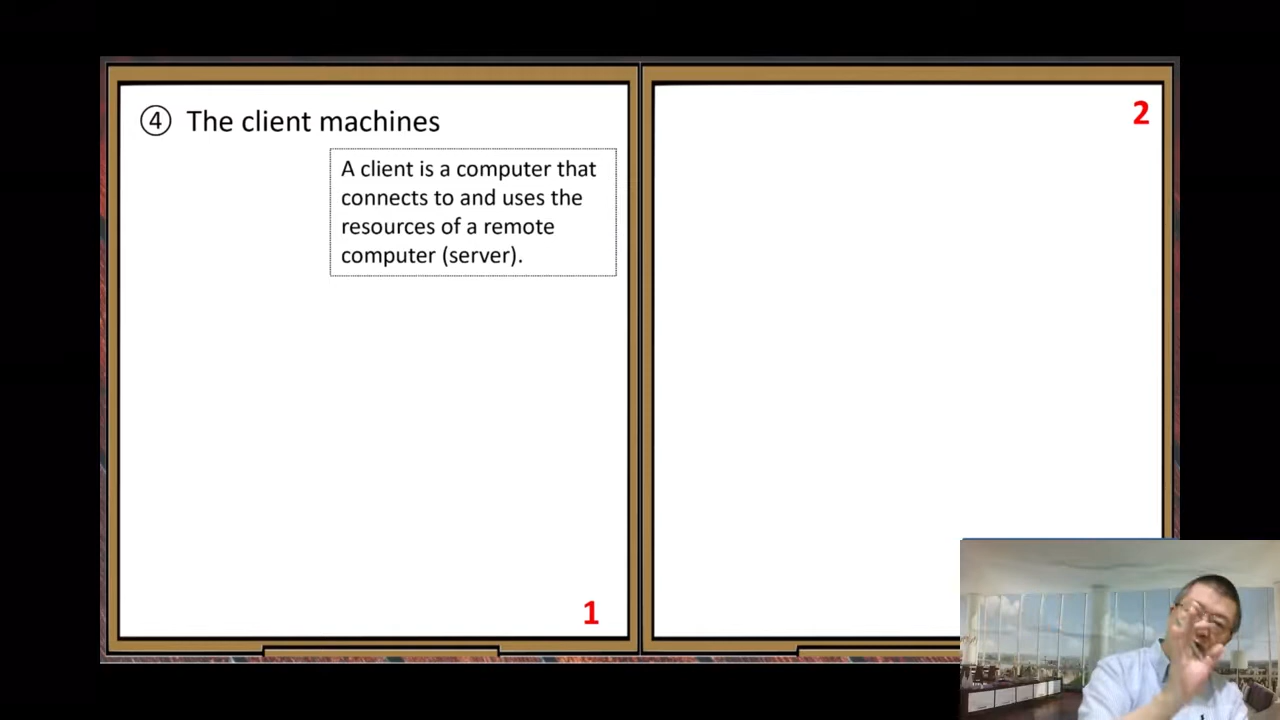 ④ The client machines
A client is a computer that
connects to and uses the
resources of a remote
computer (server).
1
2